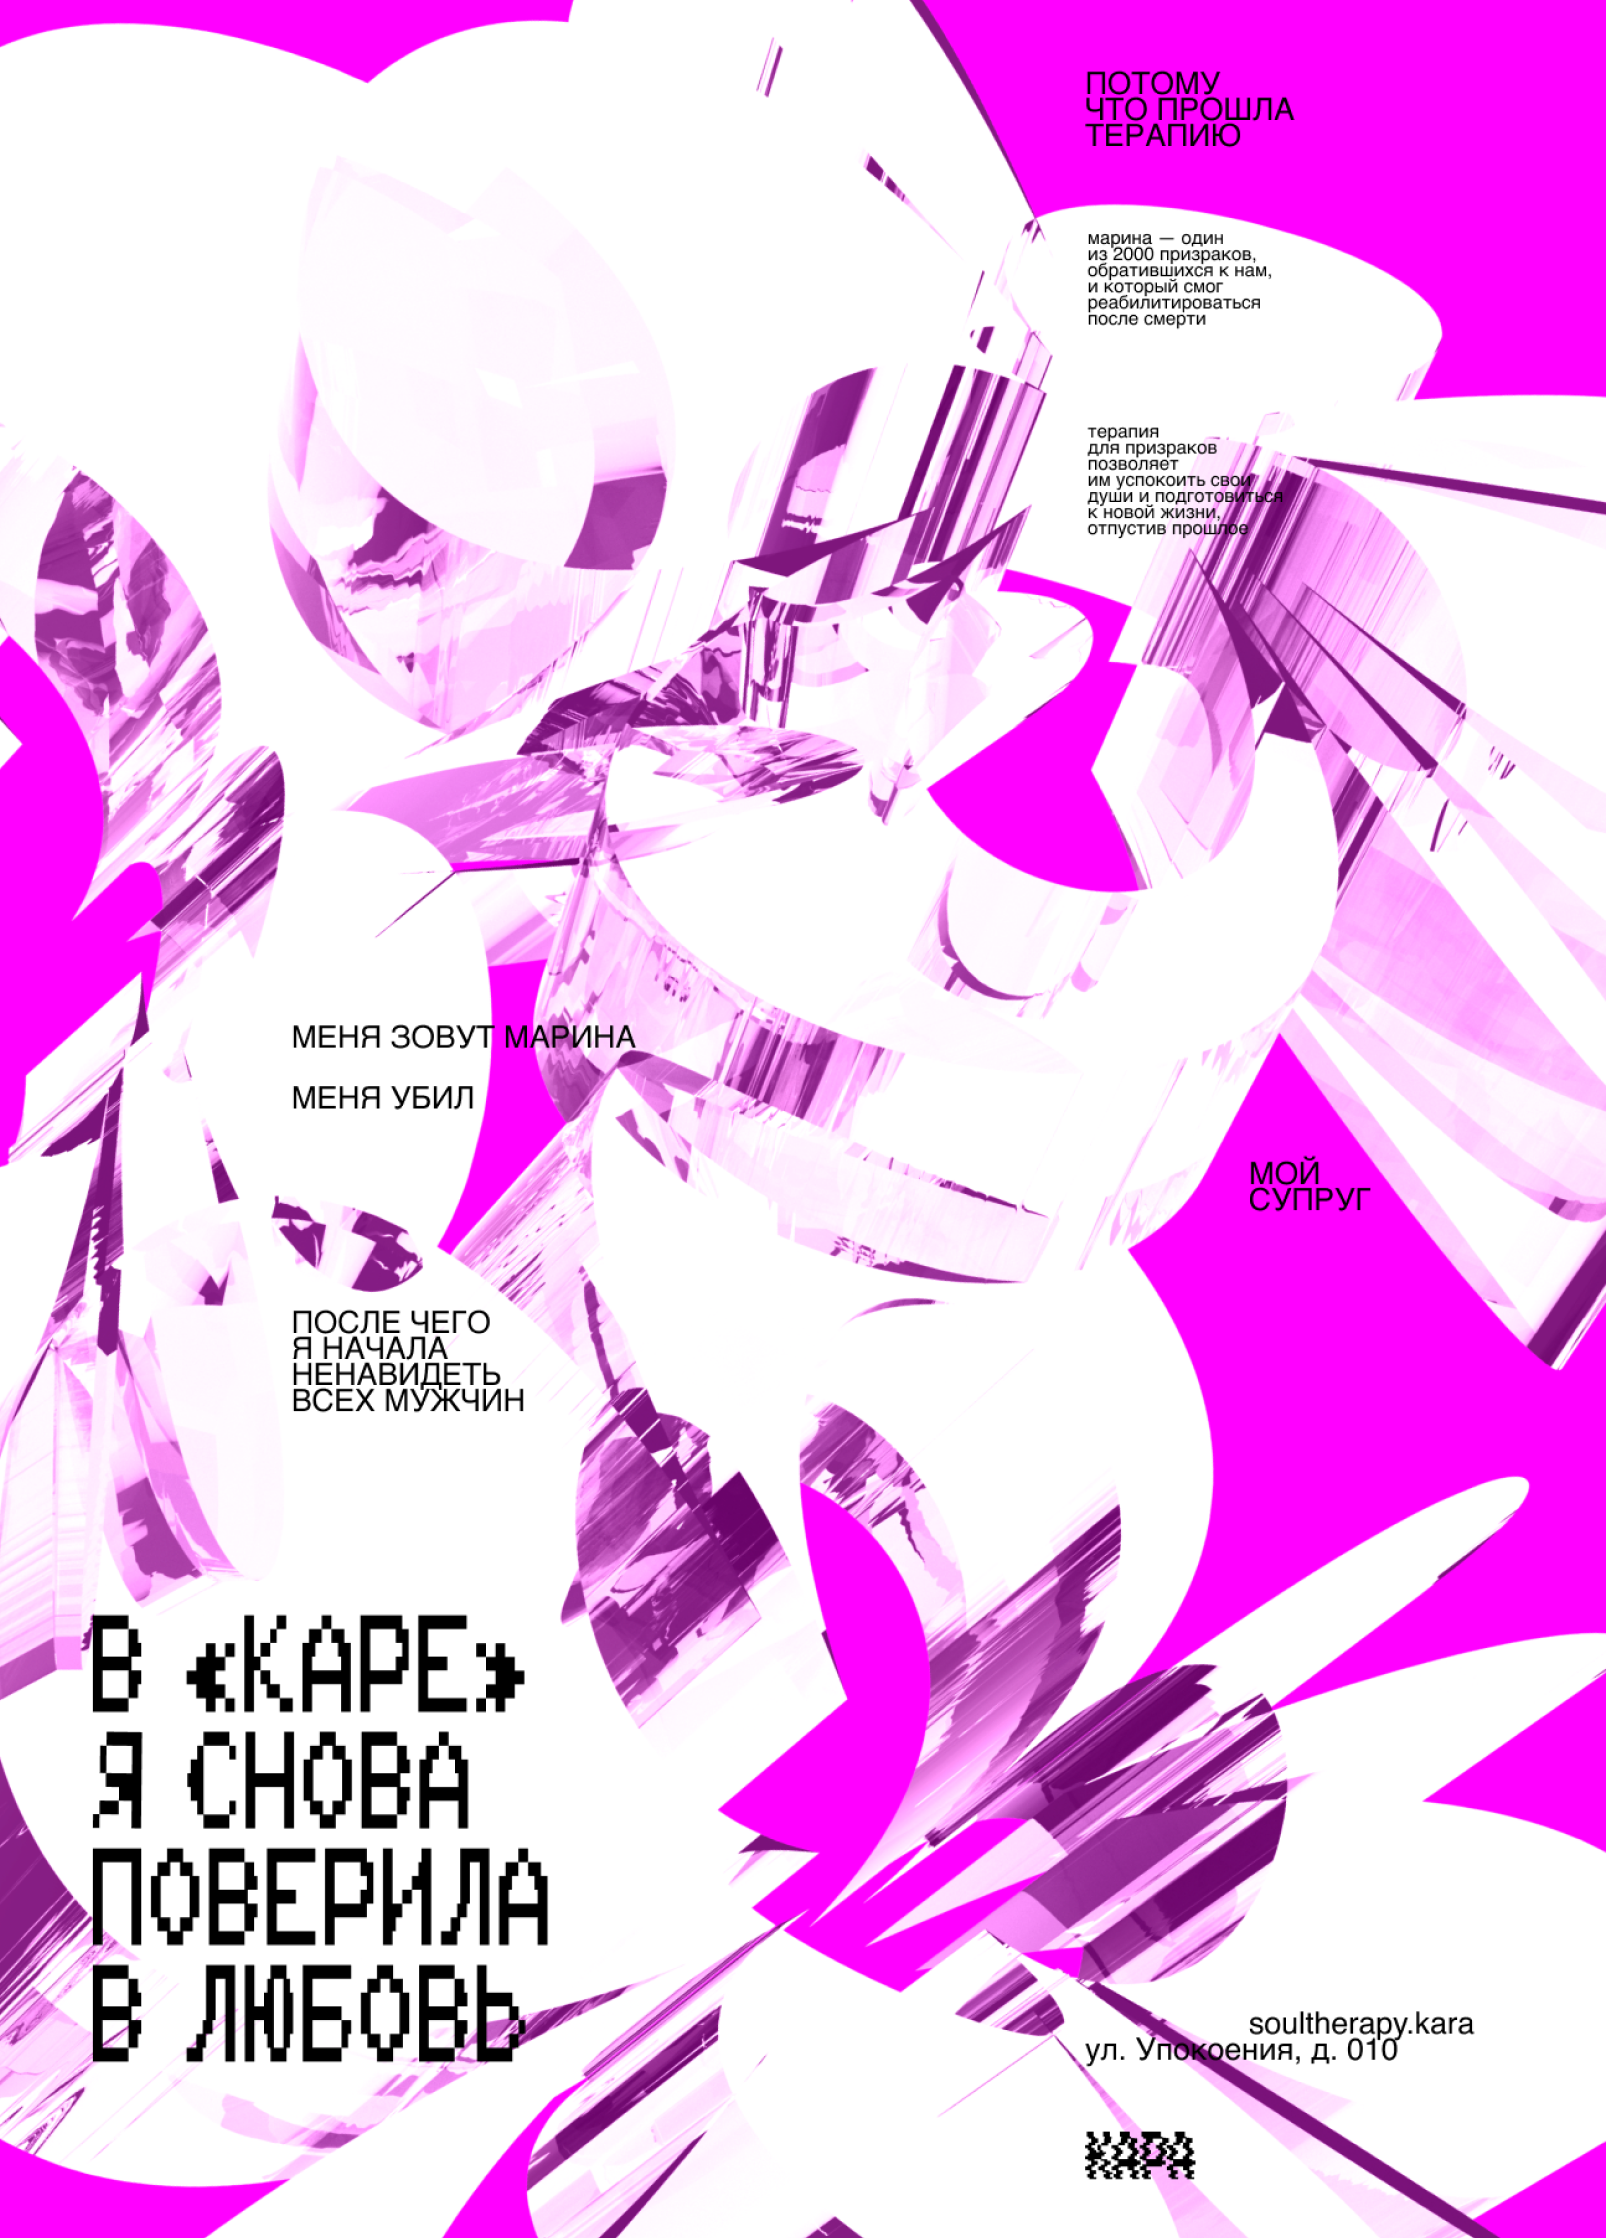 ПОТОМУ
ЧТО ПРОШЛА
ТЕРАПИЮ
марина — один
из 2000 призраков,
обратившихся к нам,
и который смог
реабилитироваться
после смерти
терапия
для призраков
позволяет
им успокоить свои
души и подготовиться
к новой жизни,
отпустив прошлое
МЕНЯ ЗОВУТ МАРИНА
МЕНЯ УБИЛ
МОЙ
СУПРУГ
ПОСЛЕ ЧЕГО
Я НАЧАЛА
НЕНАВИДЕТЬ
ВСЕХ МУЖЧИН
В «КАРЕ»
Я СНОВА
ПОВЕРИЛА
В ЛЮБОВЬ
soultherapy.kara
ул. Упокоения, д. 010
КАРА